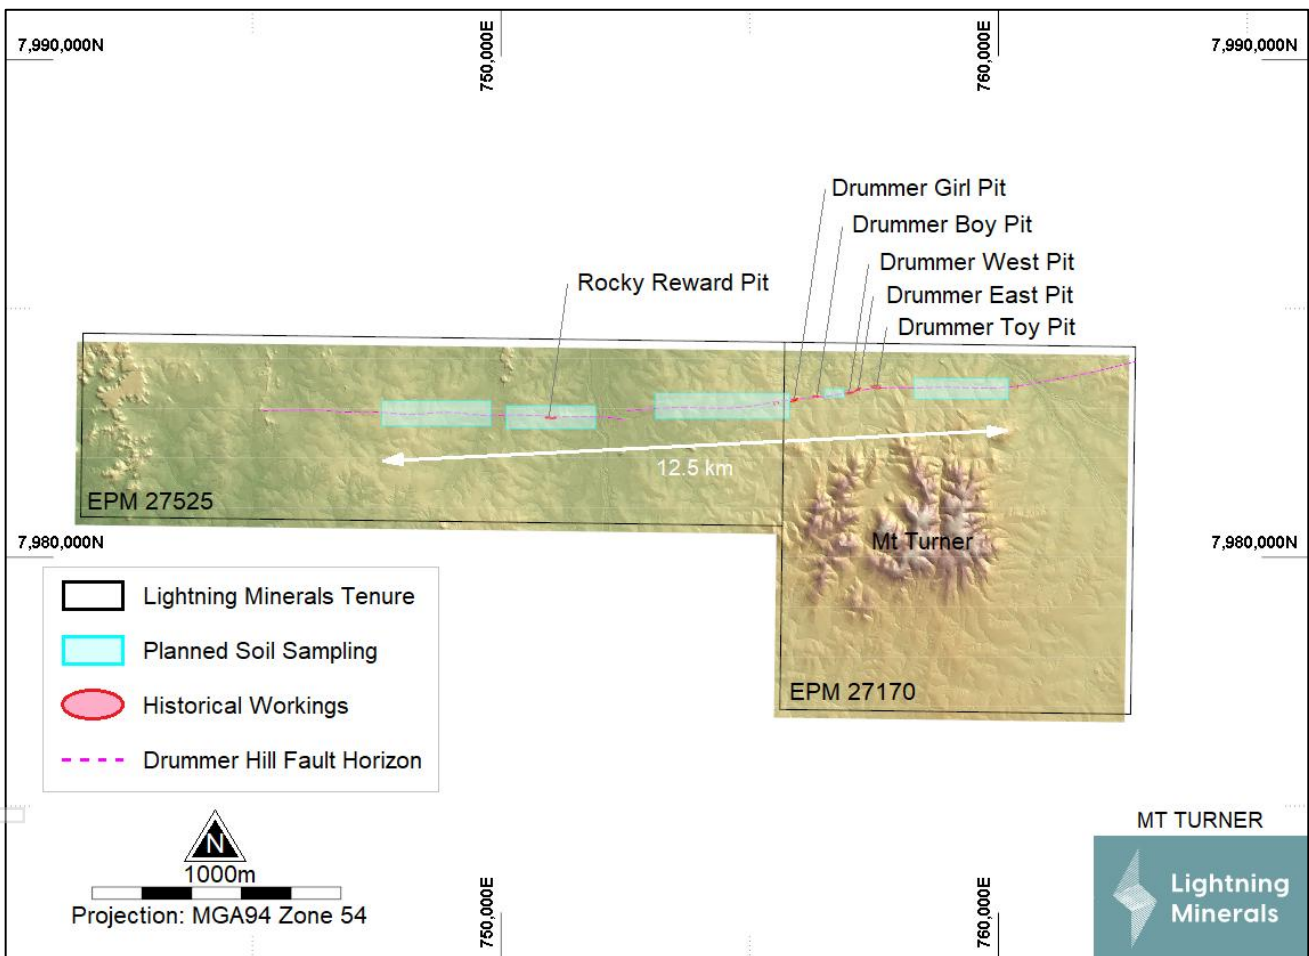 750,000E
760,000E
7,990,000N
7,990,000N
Drummer Girl Pit
Drummer Boy Pit
Drummer West Pit
Rocky Reward Pit
Drummer East Pit
Drummer Toy Pit
12.5 km
EPM 27525
Mt Turner
7,980,000N
7,980,000N
Lightning Minerals Tenure
Planned Soil Sampling
Historical Workings
Drummer Hill Fault Horizon
EPM 27170
N
1000m
Projection: MGA94 Zone 54
750,000E
760,000E
MT TURNER
Lightning
Minerals